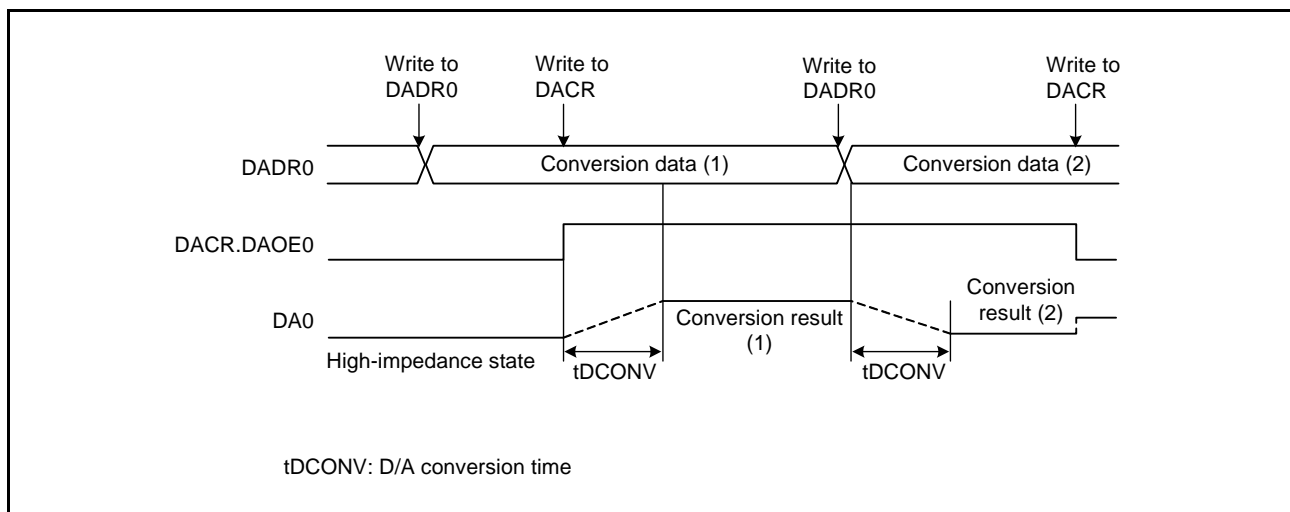 Write to
DADR0
Write to
DACR
Write to
DADR0
Write to
DACR
DADR0
Conversion data (1)
Conversion data (2)
DACR.DAOE0
DA0
Conversion result
(1)
Conversion
result (2)
High-impedance state
tDCONV
tDCONV
tDCONV: D/A conversion time